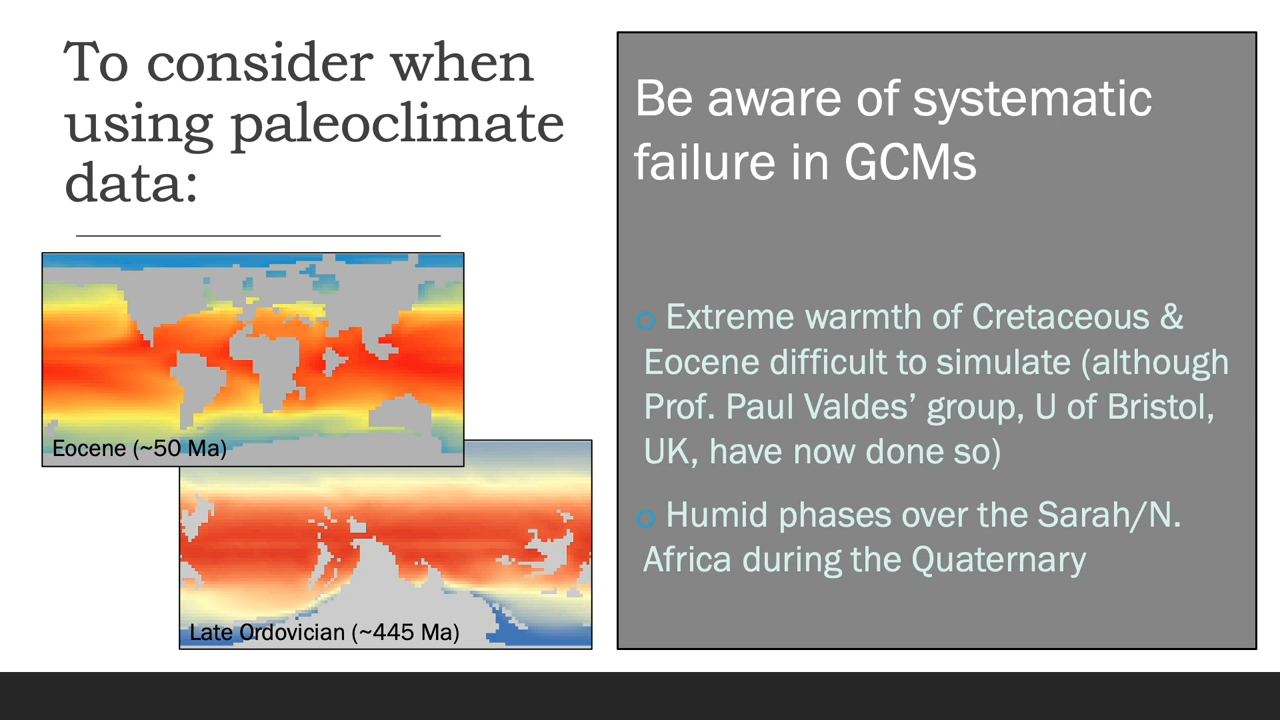 To consider when
using paleoclimate
data:
Eocene (~50 Ma)
Late Ordovician (~445 Ma)
Be aware of systematic
failure in GCMs
o Extreme warmth of Cretaceous &
Eocene difficult to simulate (although
Prof. Paul Valdes’ group, U of Bristol,
UK, have now done so)
o Humid phases over the Sarah/N.
Africa during the Quaternary